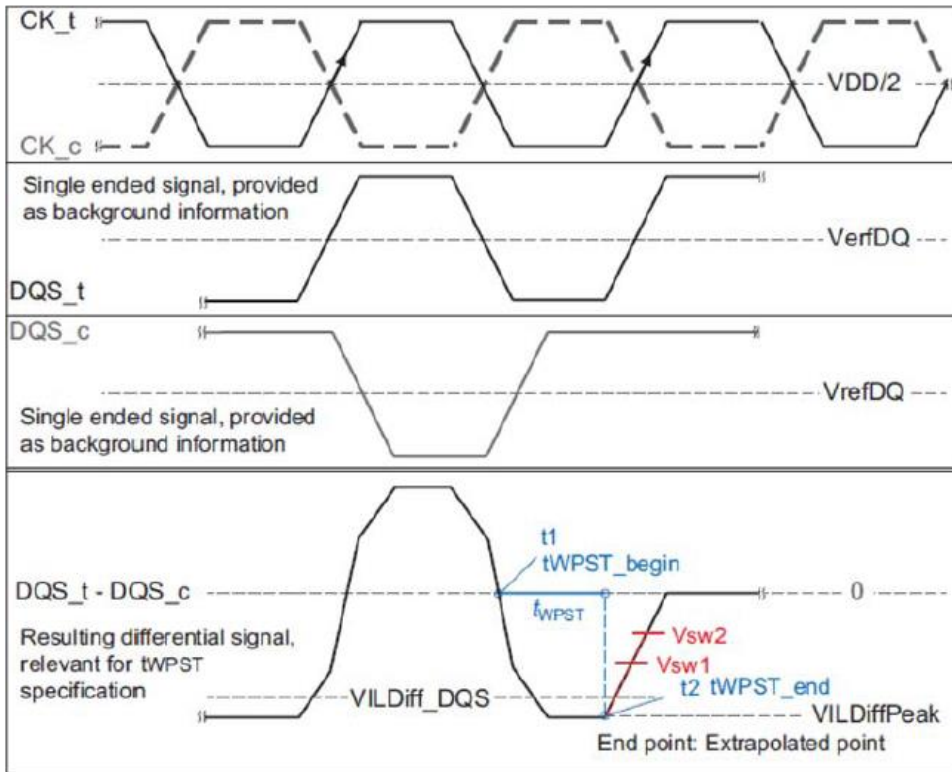 CK_t
VDD/2
CK_c
Single ended signal, provided
as background information
VerfDQ
DQS_t
DQS_c
VrefDQ
Single ended signal, provided
as background information
t1
tWPST_begin
DQS_t - DQS_c
0
tWPST
Resulting differential signal,
relevant for tWPST
specification
Vsw2
Vsw1
VILDiff_DQS
t2 tWPST_end
VILDiffPeak
End point: Extrapolated point